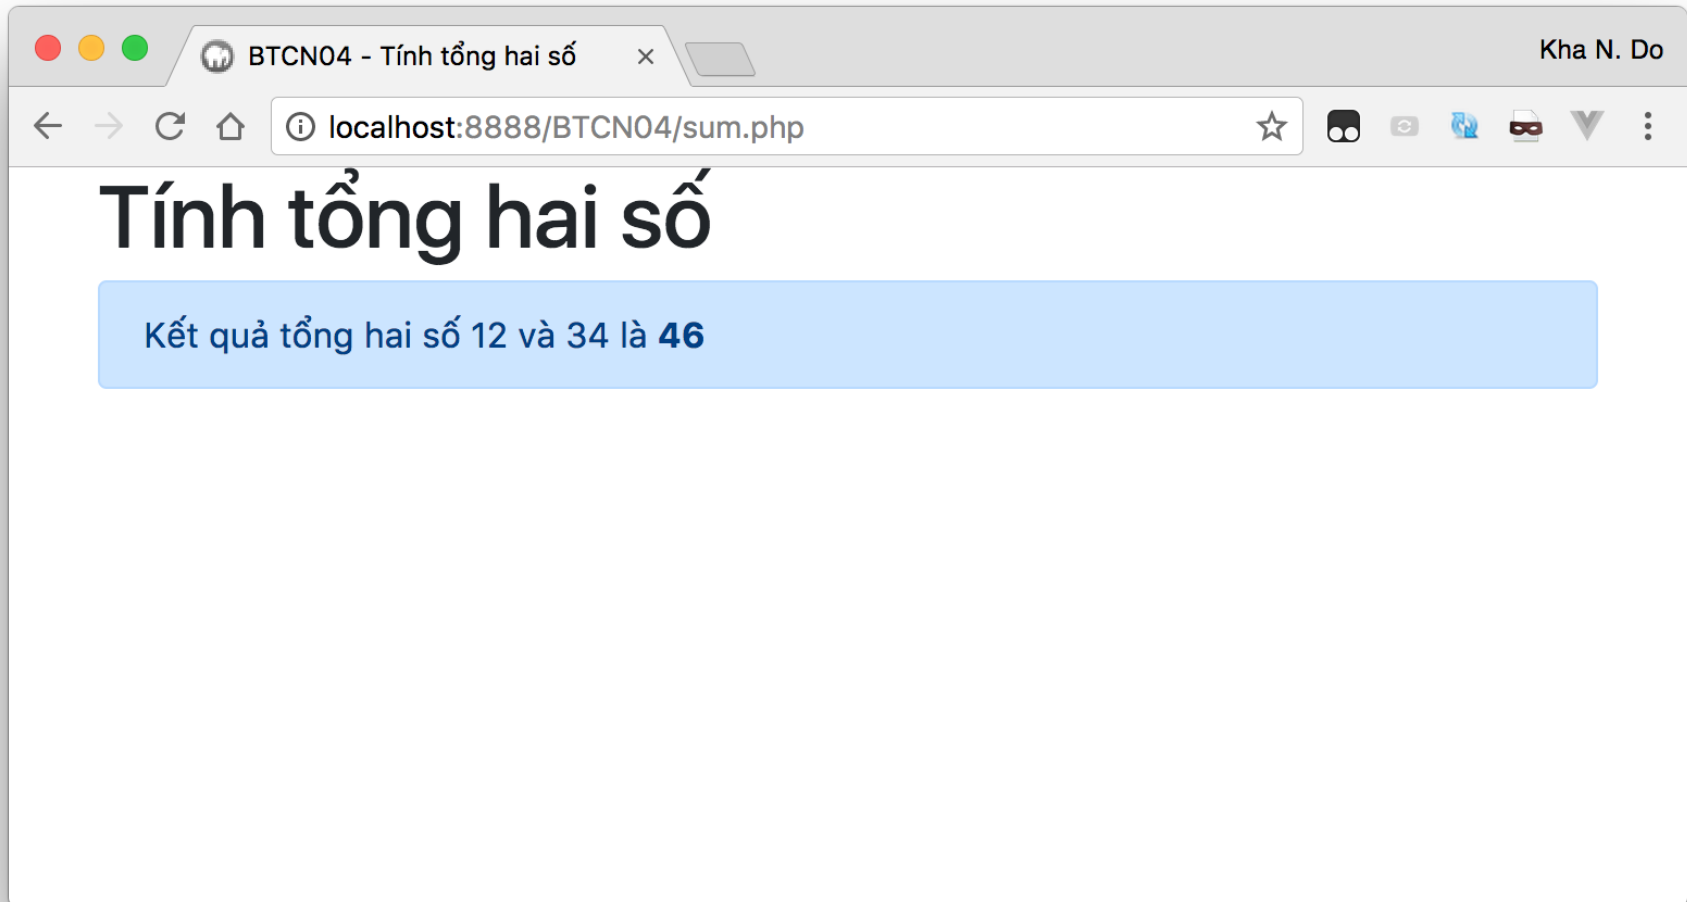 BTCN04 - Tính tổng hai số
Kha N. Do
localhost:8888/BTCN04/sum.php
Tính tổng hai số
Kết quả tổng hai số 12 và 34 là 46